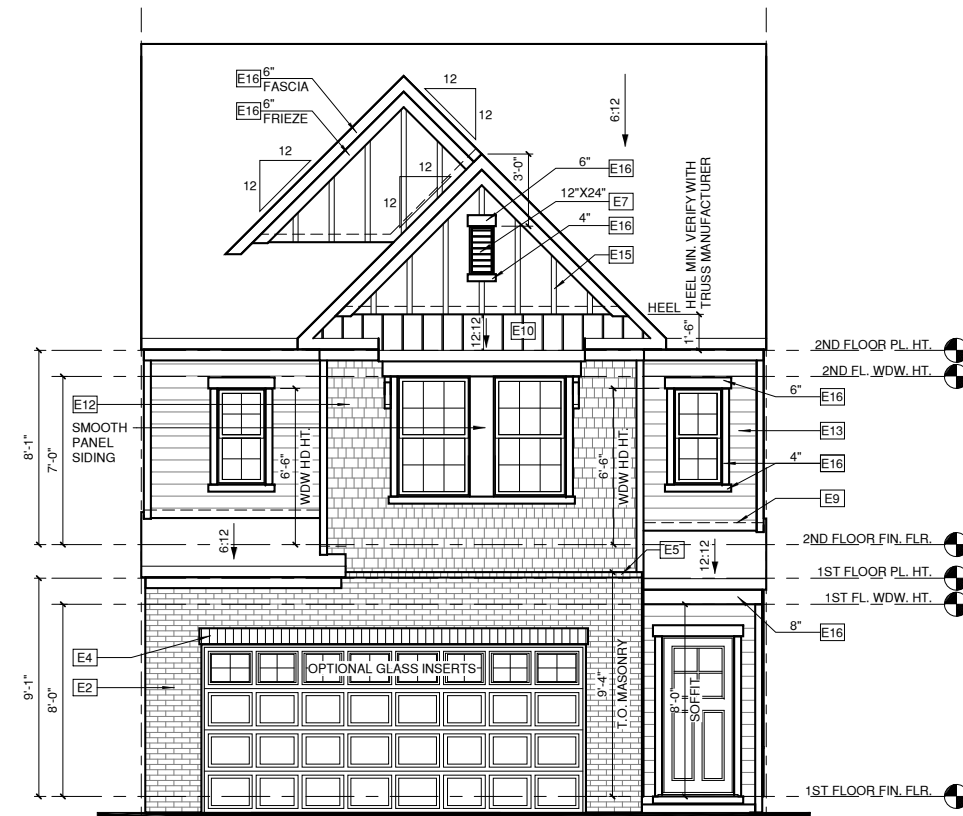 E16 6"
FASCIA
E16 6"
FRIEZE
12
12
6:12
12
12
12
12
3'-0"
6" E16
12"X24" E7
4" E16
E15
HEEL MIN. VERIFY WITH
TRUSS MANUFACTURER
HEEL
1'-6"
12:12
E10
2ND FLOOR PL. HT.
2ND FL. WDW. HT.
6" E16
E12
SMOOTH
PANEL
SIDING
E13
4" E16
8'-1"
7'-0"
6'-6"
WDW HD HT.
6'-6"
WDW HD HT.
E9
6:12
2ND FLOOR FIN. FLR.
E5
12:12
1ST FLOOR PL. HT.
1ST FL. WDW. HT.
8" E16
E4
E2
OPTIONAL GLASS INSERTS
9'-1"
8'-0"
9'-4"
T.O. MASONRY
8'-0"
SOFFIT
1ST FLOOR FIN. FLR.